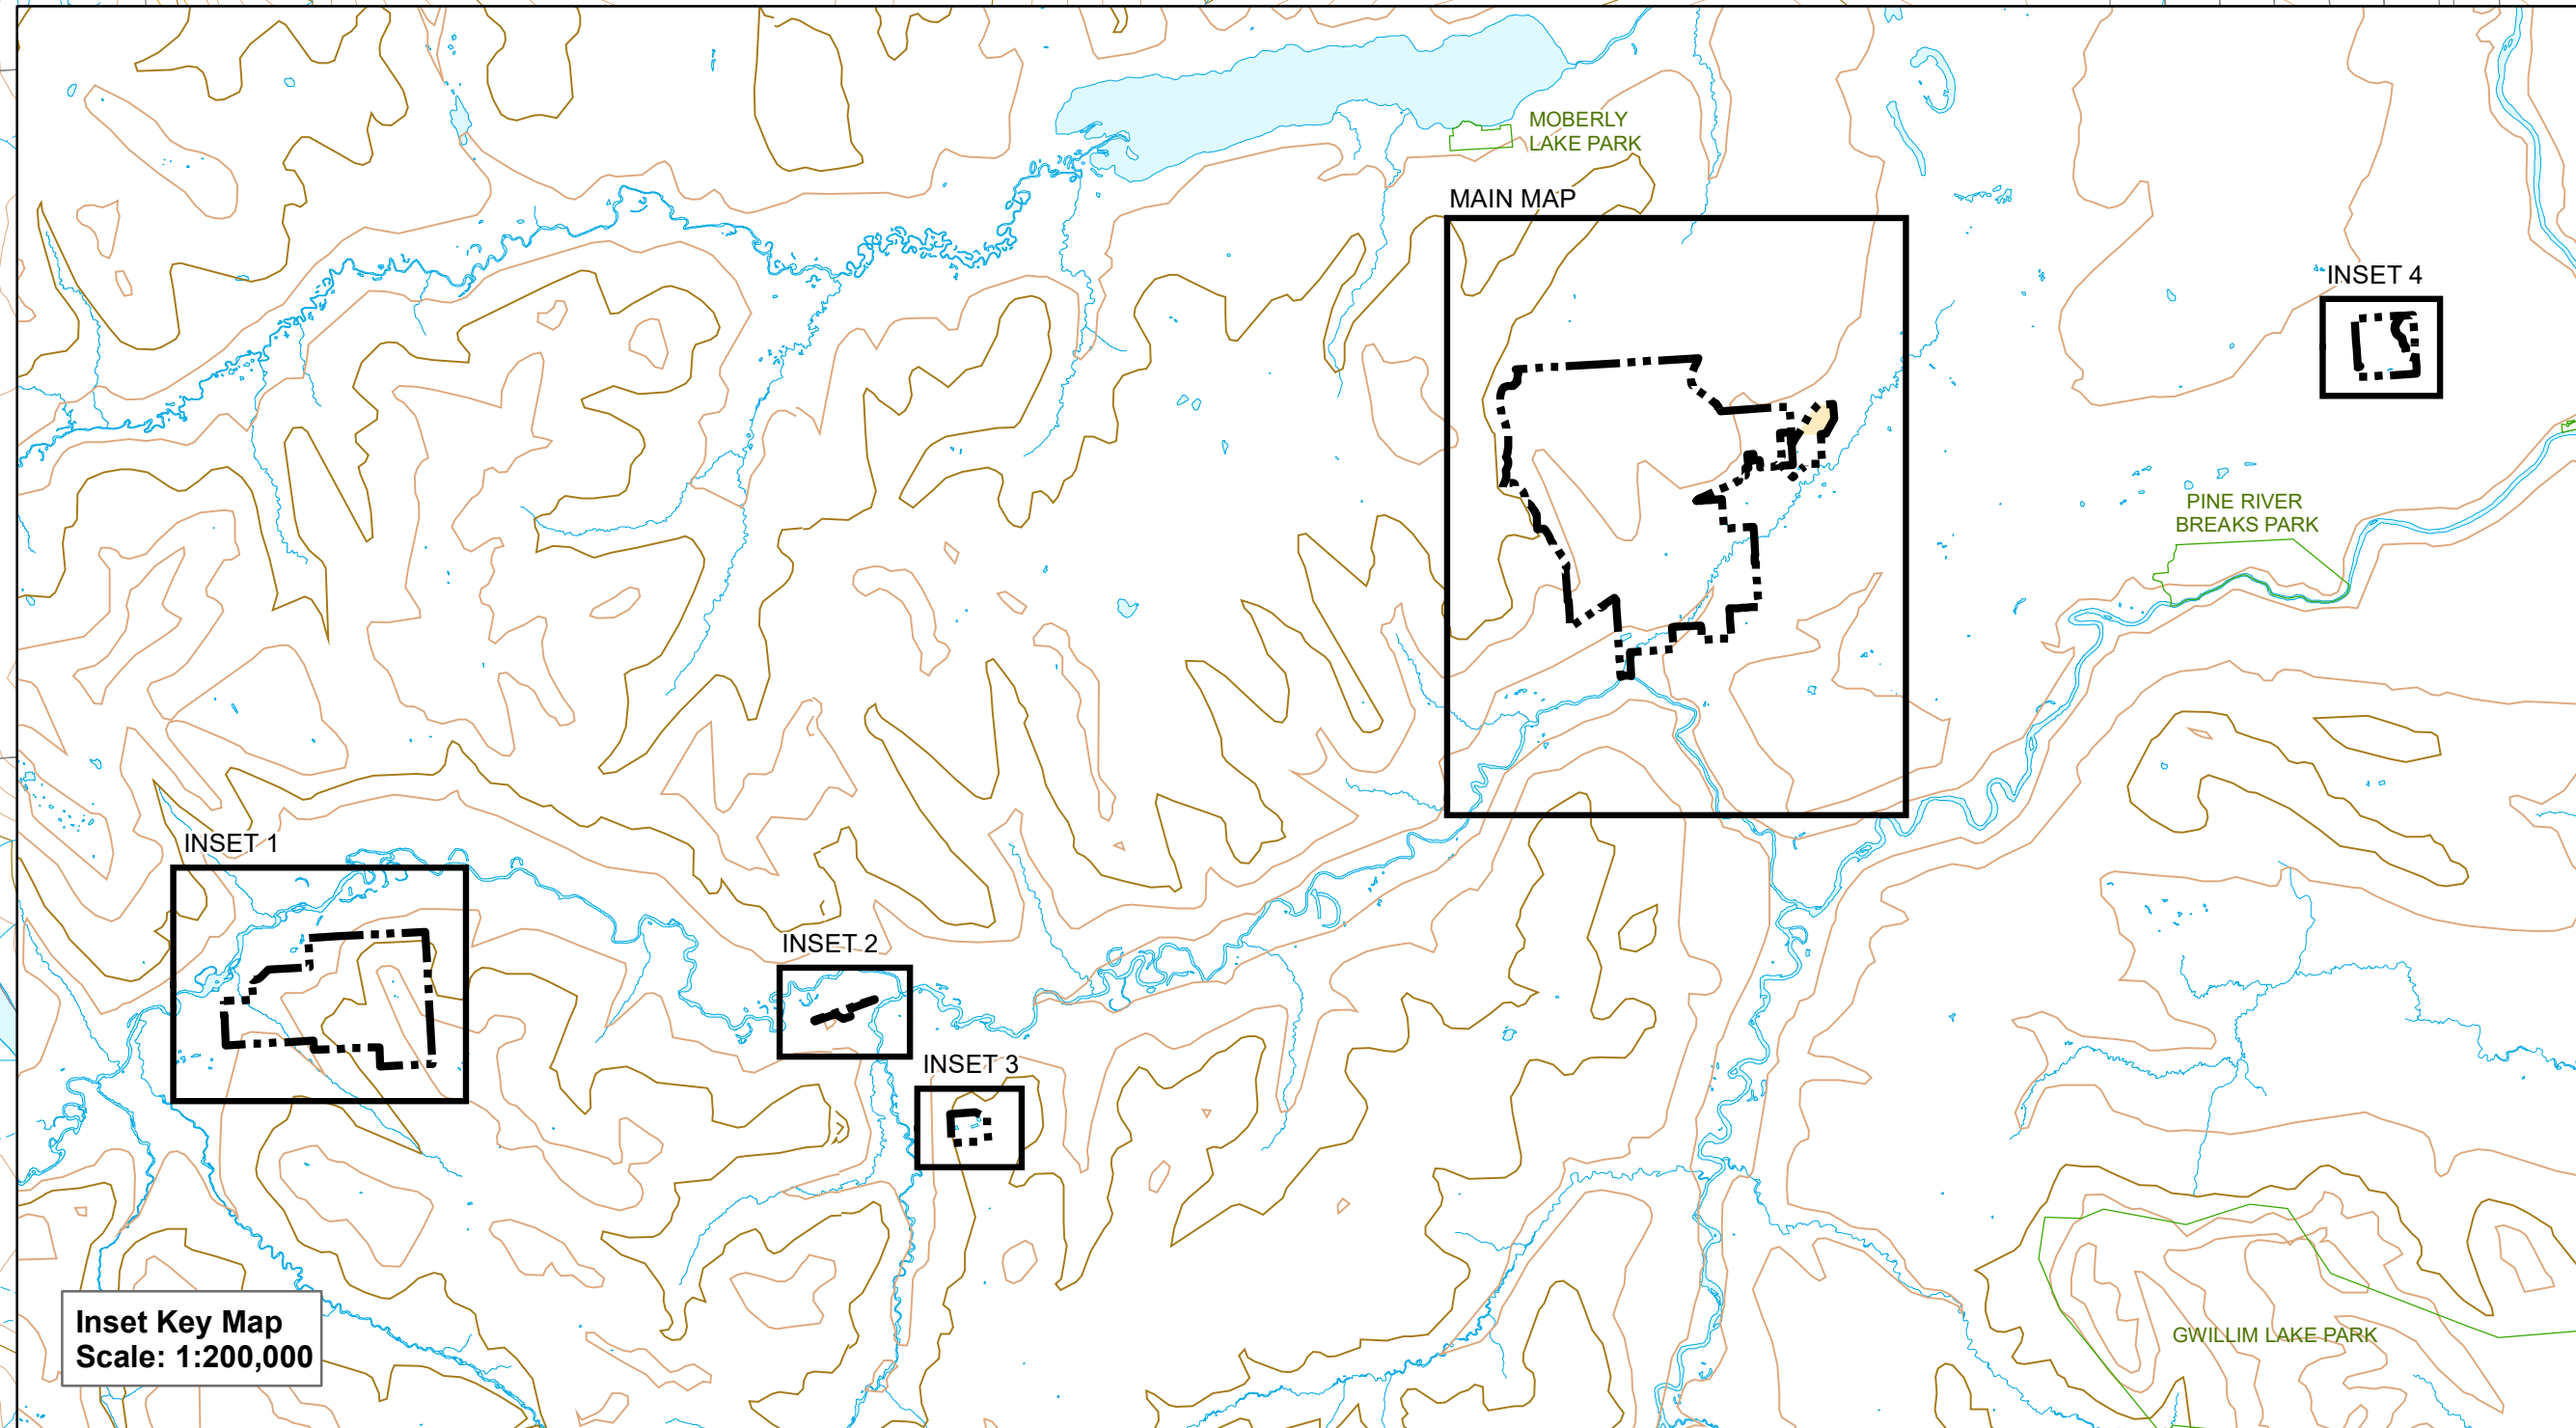 MOBERLY
LAKE PARK
MAIN MAP
INSET 4
PINE RIVER
BREAKS PARK
INSET 1
INSET 2
INSET 3
Inset Key Map
Scale: 1:200,000
GWILLIM LAKE PARK